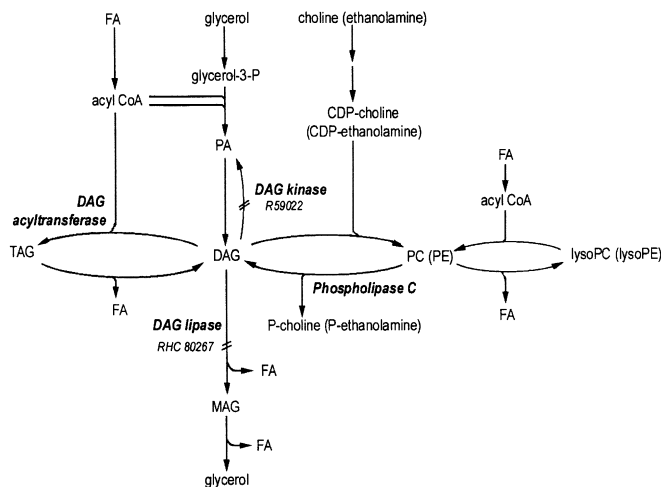 FA
glycerol
choline (ethanolamine)
glycerol-3-P
acyl CoA
CDP-choline
(CDP-ethanolamine)
PA
FA
DAG kinase
R59022
DAG
acyltransferase
acyl CoA
TAG
DAG
PC (PE)
lysoPC (lysoPE)
Phospholipase C
FA
P-choline (P-ethanolamine)
FA
DAG lipase
RHC 80267
FA
MAG
FA
glycerol